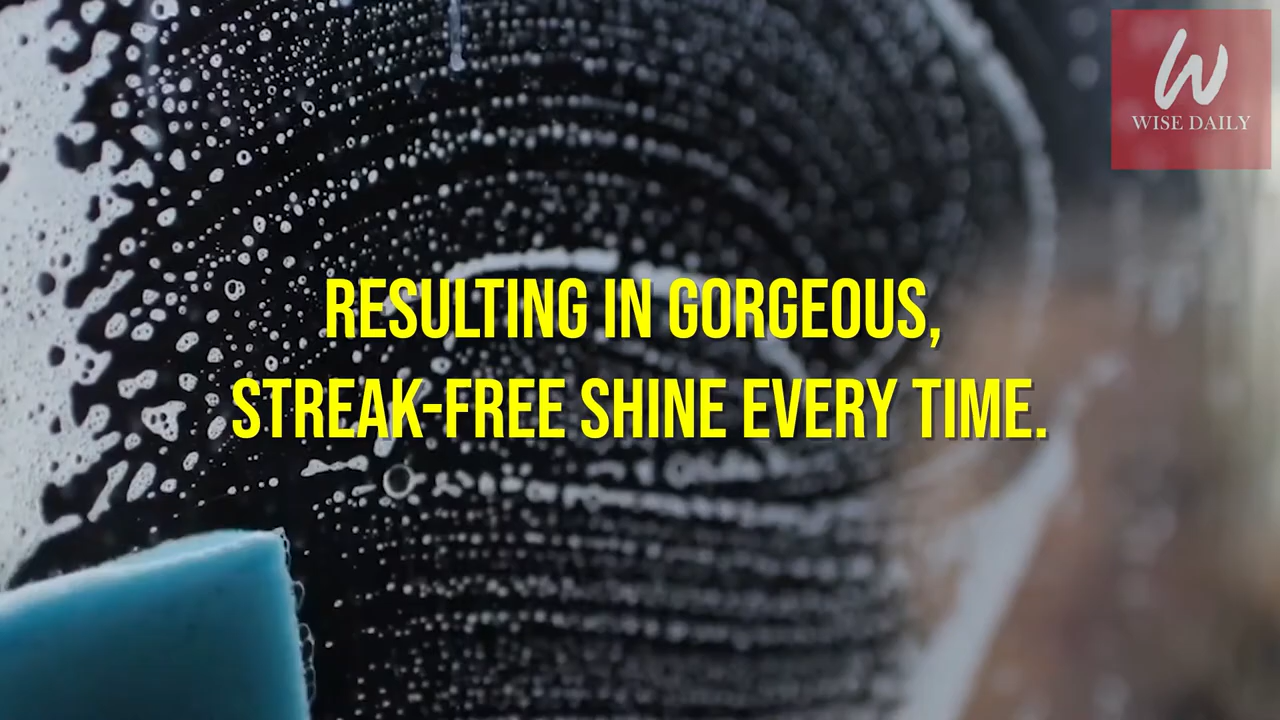 W
WISE DAILY
RESULTING IN GORGEOUS,
STREAK-FREE SHINE EVERY TIME.